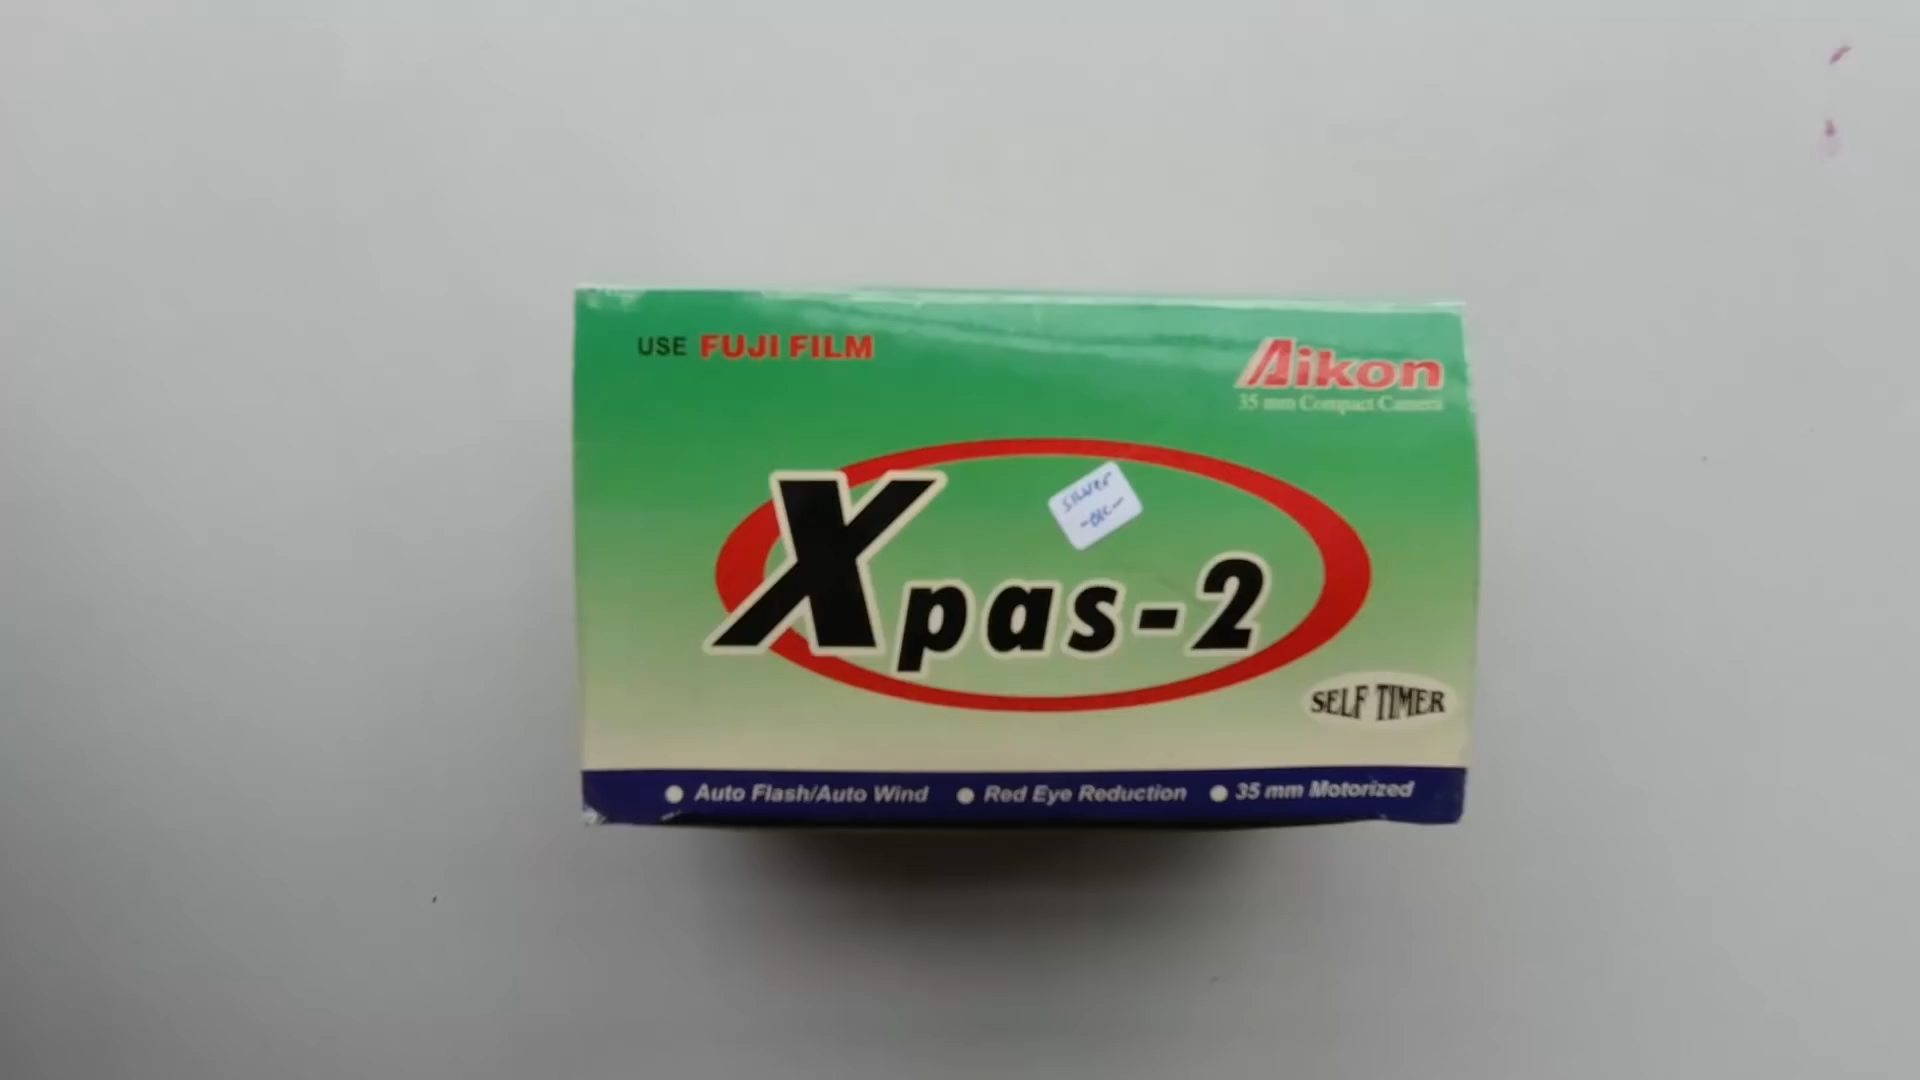 USE FUJI FILM
Aikon
35 mm Compact Camera
SILVER
Xpas-2
SELF TIMER
Auto Flash/Auto Wind
Red Eye Reduction
35 mm Motorized